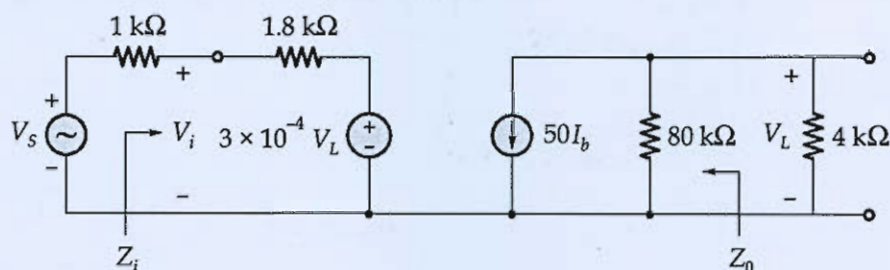 1 kΩ
1.8 kΩ
+
+
+
V_S
V_i
3 × 10^–4 V_L
+
–
50I_b
80 kΩ
V_L
4 kΩ
–
–
–
Z_i
Z_0